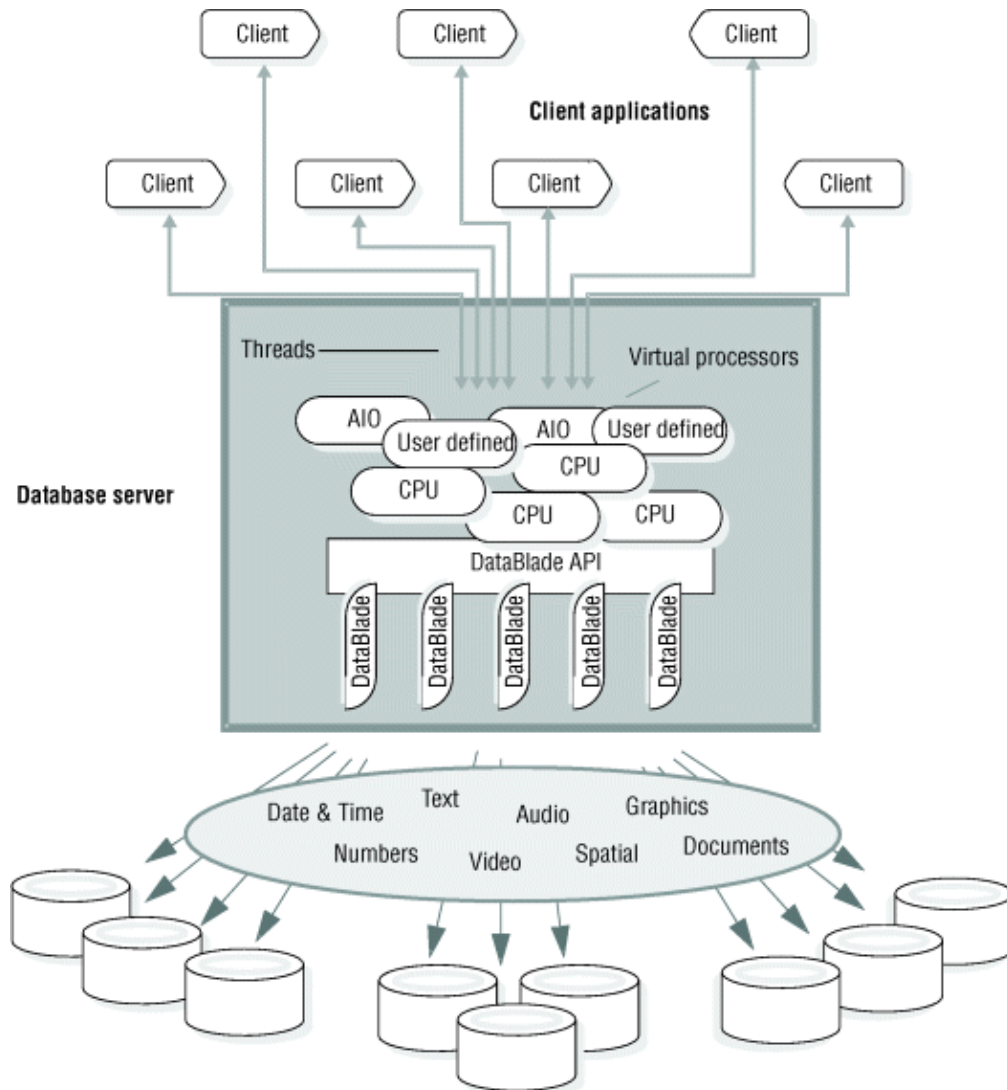 Client
Client
Client
Client applications
Client
Client
Client
Client
Threads
Virtual processors
AIO
User defined
AIO
User defined
CPU
CPU
Database server
CPU
CPU
DataBlade API
DataBlade
DataBlade
DataBlade
DataBlade
DataBlade
Date & Time
Text
Audio
Graphics
Numbers
Video
Spatial
Documents